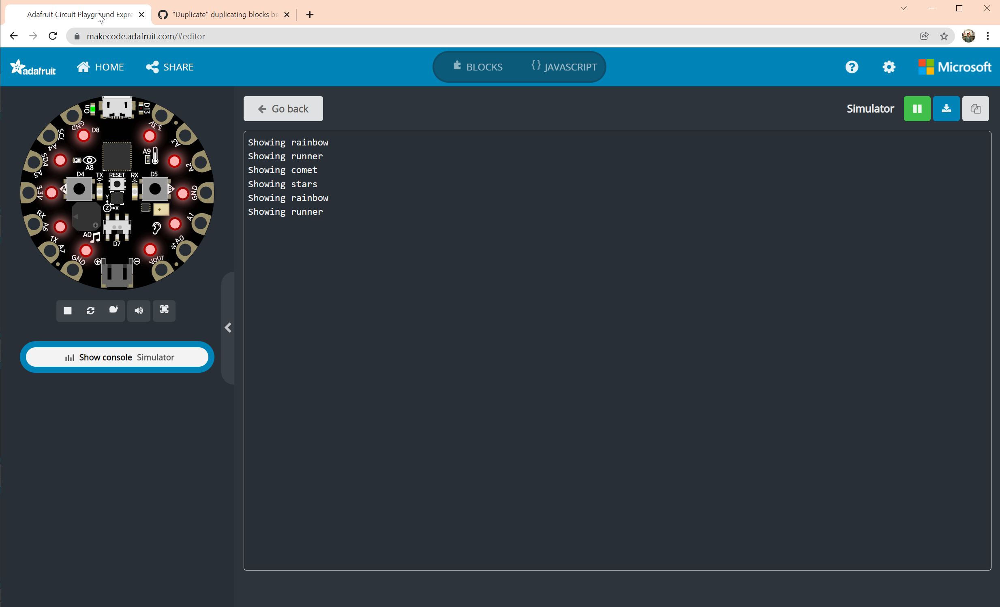 Adafruit Circuit Playground Expre
"Duplicate" duplicating blocks be
makecode.adafruit.com/#editor
adafruit
HOME
SHARE
BLOCKS
{} JAVASCRIPT
Microsoft
Go back
Simulator
On
D13
GND
D8
3.3V
SCL
A4
A3
SDA
A5
A8
A9
A2
D4
TX
RESET
RX
D5
A
B
3.3V
GND
Y
Z
X
RX
A6
A1
TX
A7
A0
D7
A0
GND
VOUT
Show console Simulator
Showing rainbow
Showing runner
Showing comet
Showing stars
Showing rainbow
Showing runner